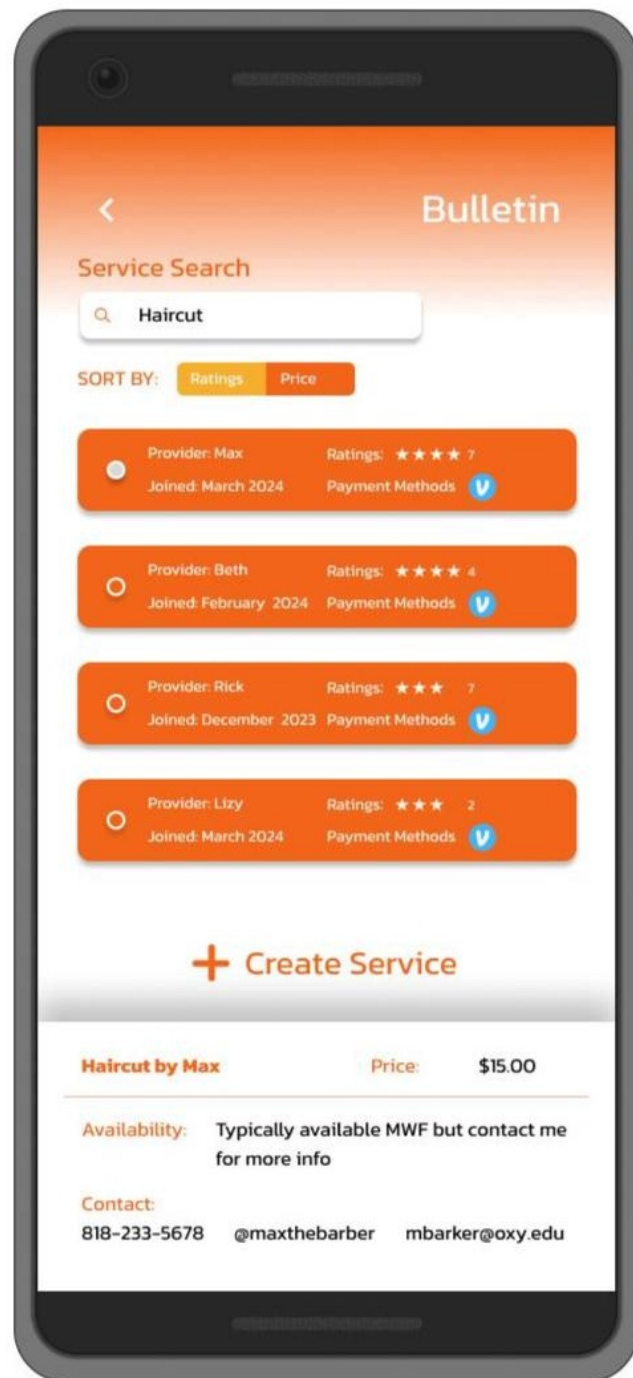 Bulletin
Service Search
Haircut
SORT BY: Ratings Price
Provider: Max Ratings: ★★★★ 7
Joined: March 2024 Payment Methods
Provider: Beth Ratings: ★★★★ 4
Joined: February 2024 Payment Methods
Provider: Rick Ratings: ★★★ 7
Joined: December 2023 Payment Methods
Provider: Lizy Ratings: ★★★ 2
Joined: March 2024 Payment Methods
+ Create Service
Haircut by Max Price: $15.00
Availability: Typically available MWF but contact me
for more info
Contact:
818-233-5678 @maxthebarber mbarker@oxy.edu